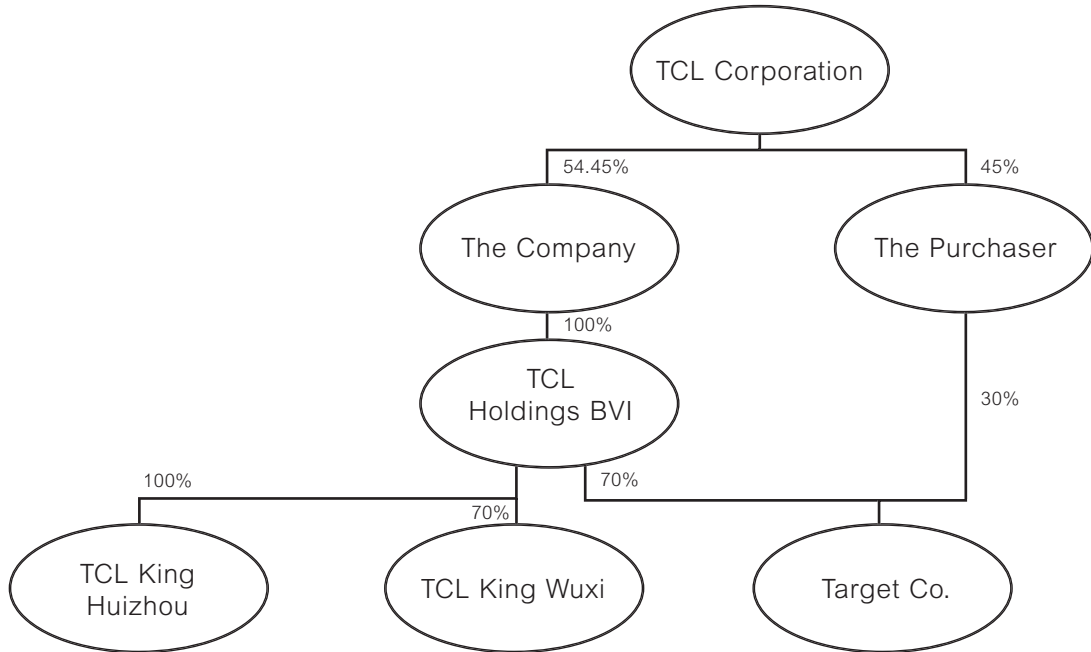 TCL Corporation
54.45%
45%
The Company
The Purchaser
100%
TCL
Holdings BVI
30%
100%
70%
70%
TCL King
Huizhou
TCL King Wuxi
Target Co.